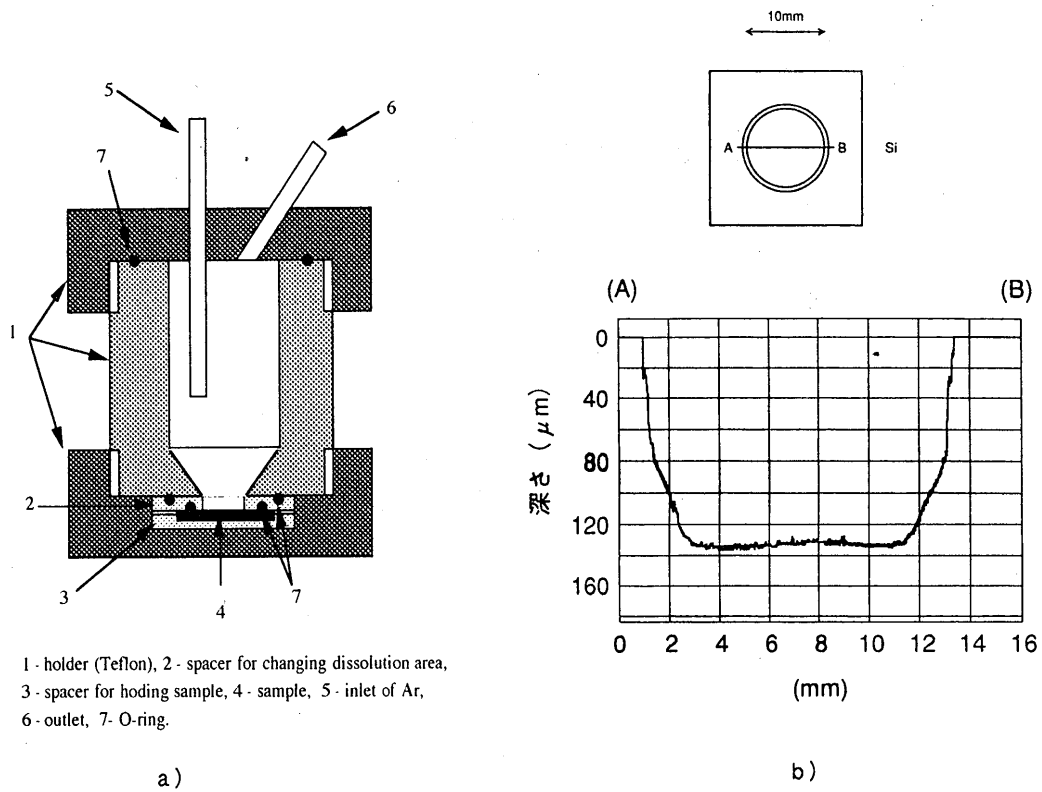 5
6
7
1
2
3
4
7
1 - holder (Teflon), 2 - spacer for changing dissolution area,
3 - spacer for hoding sample, 4 - sample, 5 - inlet of Ar,
6 - outlet, 7- O-ring.
a)
10mm
A
B
Si
(A)
(B)
0
40
80
120
160
深さ (μm)
0 2 4 6 8 10 12 14 16
(mm)
b)